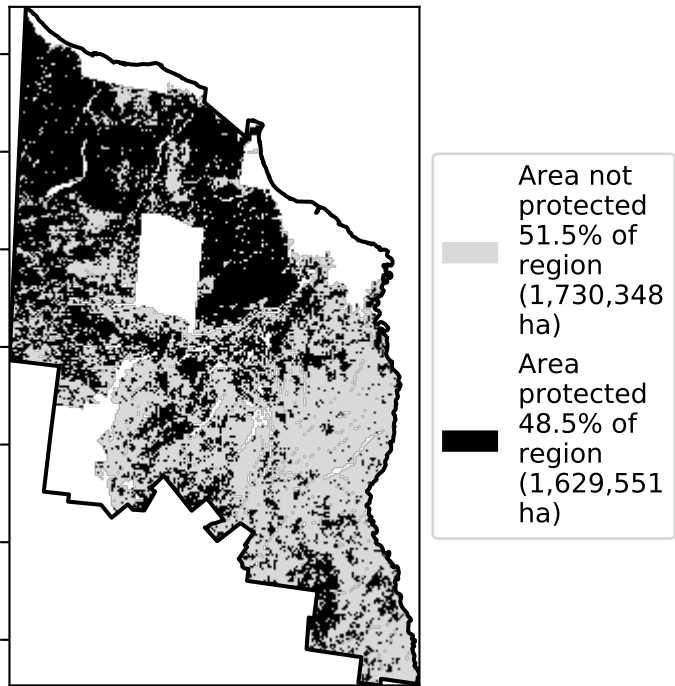 Area not
protected
51.5% of
region
(1,730,348
ha)
Area
protected
48.5% of
region
(1,629,551
ha)